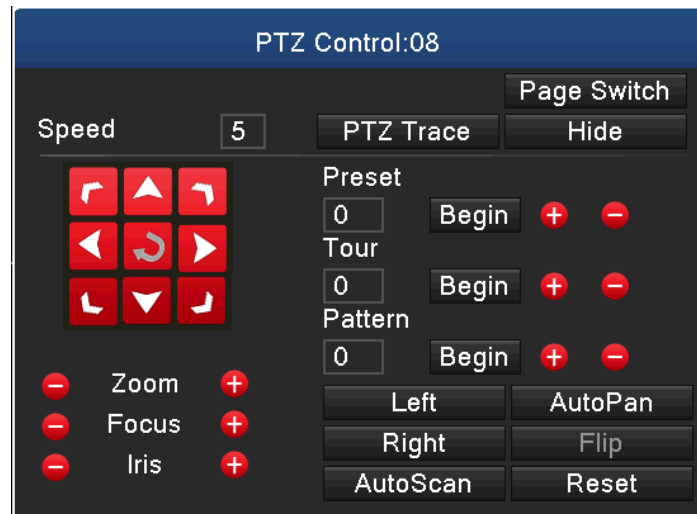 PTZ Control:08
Page Switch
Speed 5 PTZ Trace Hide
Preset
0 Begin
Tour
0 Begin
Pattern
0 Begin
Zoom
Focus
Iris
Left AutoPan
Right Flip
AutoScan Reset